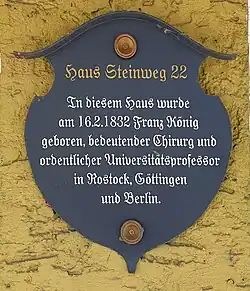 Haus Steinweg 22
In diesem Haus wurde
am 16.2.1832 Franz König
geboren, bedeutender Chirurg und
ordentlicher Universitätsprofessor
in Rostock, Göttingen
und Berlin.